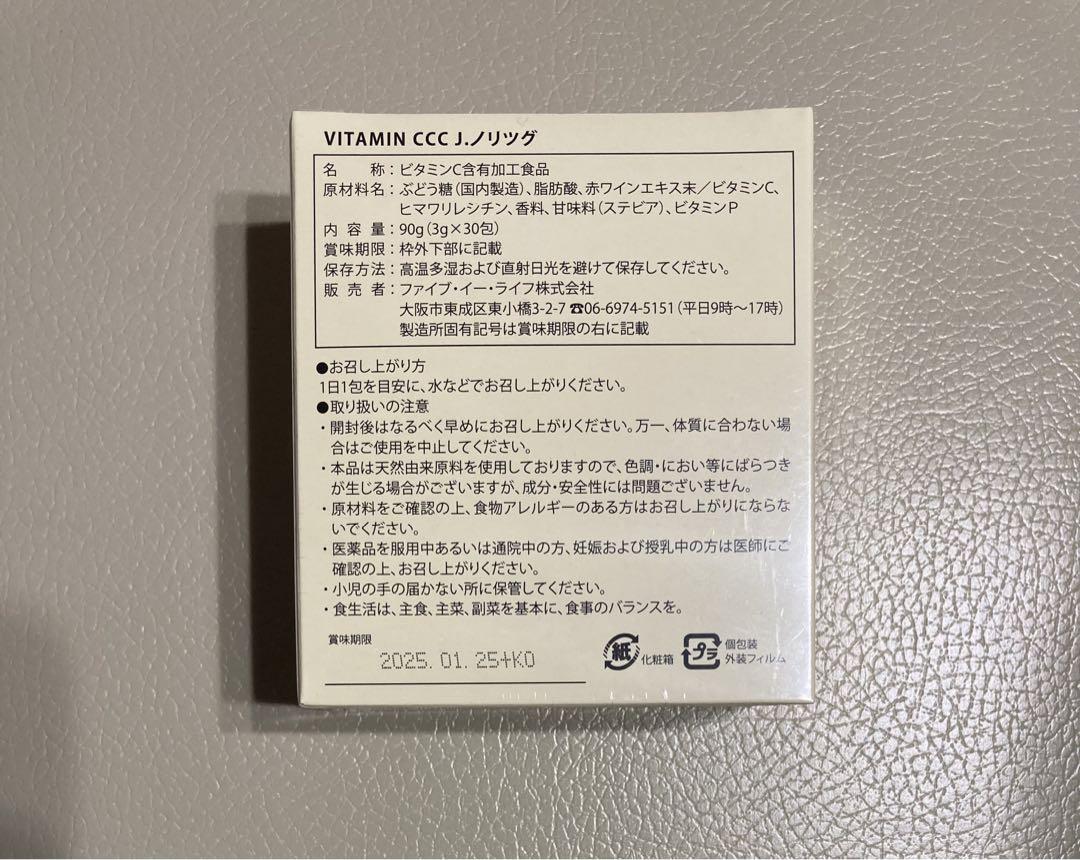 VITAMIN CCC J.ノリツグ
名称：ビタミンC含有加工食品
原材料名：ぶどう糖（国内製造）、脂肪酸、赤ワインエキス末／ビタミンC、
ヒマワリレシチン、香料、甘味料（ステビア）、ビタミンP
内容量：90g（3g×30包）
賞味期限：枠外下部に記載
保存方法：高温多湿および直射日光を避けて保存してください。
販売者：ファイブ・イー・ライフ株式会社
大阪市東成区東小橋3-2-7 ☎06-6974-5151（平日9時～17時）
製造所固有記号は賞味期限の右に記載
●お召し上がり方
1日1包を目安に、水などでお召し上がりください。
●取り扱いの注意
・開封後はなるべく早めにお召し上がりください。万一、体質に合わない場
合はご使用を中止してください。
・本品は天然由来原料を使用しておりますので、色調・におい等にばらつき
が生じる場合がございますが、成分・安全性には問題ございません。
・原材料をご確認の上、食物アレルギーのある方はお召し上がりにならな
いでください。
・医薬品を服用中あるいは通院中の方、妊娠および授乳中の方は医師にご
確認の上、お召し上がりください。
・小児の手の届かない所に保管してください。
・食生活は、主食、主菜、副菜を基本に、食事のバランスを。
賞味期限
2025.01.25+K0
紙 化粧箱
プラ 個包装
外装フィルム